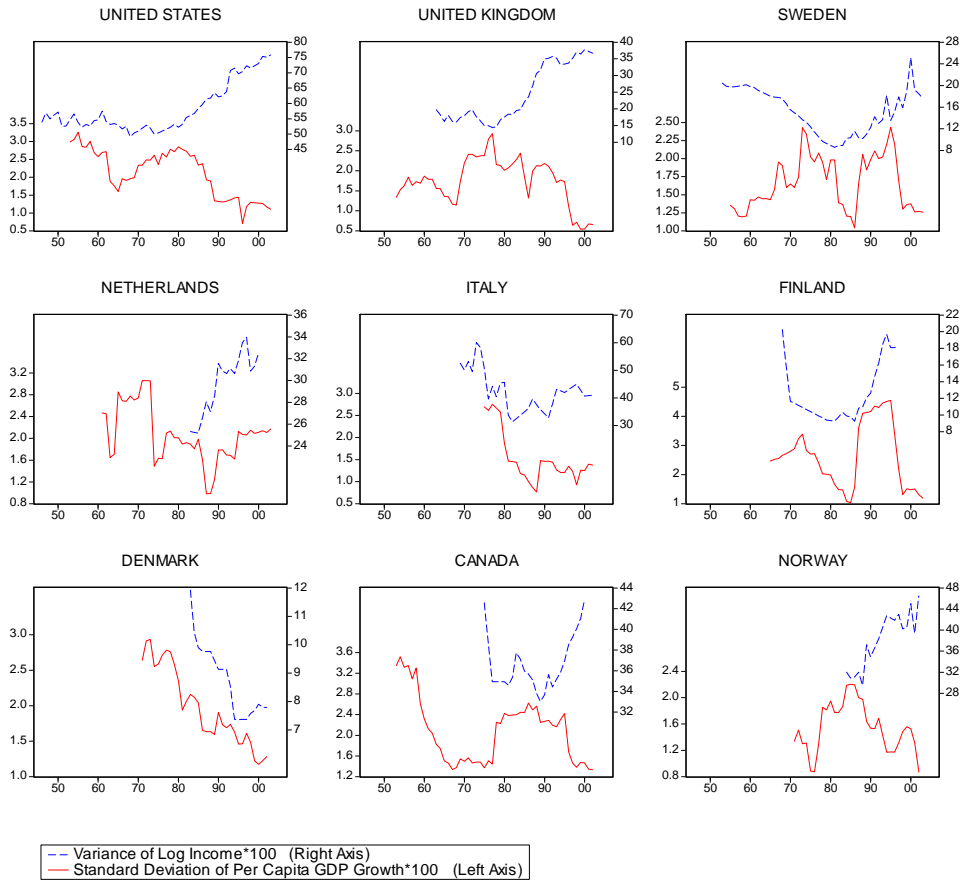 UNITED STATES UNITED KINGDOM SWEDEN
80 75 70 65 60 55 50 45
3.5 3.0 2.5 2.0 1.5 1.0 0.5
50 60 70 80 90 00
40 35 30 25 20 15 10
3.0 2.5 2.0 1.5 1.0 0.5
50 60 70 80 90 00
28 24 20 16 12 8
2.50 2.25 2.00 1.75 1.50 1.25 1.00
50 60 70 80 90 00
NETHERLANDS ITALY FINLAND
36 34 32 30 28 26 24
3.2 2.8 2.4 2.0 1.6 1.2 0.8
50 60 70 80 90 00
70 60 50 40 30
3.0 2.5 2.0 1.5 1.0 0.5
50 60 70 80 90 00
22 20 18 16 14 12 10 8
5 4 3 2 1
50 60 70 80 90 00
DENMARK CANADA NORWAY
12 11 10 9 8 7
3.0 2.5 2.0 1.5 1.0
50 60 70 80 90 00
44 42 40 38 36 34 32
3.6 3.2 2.8 2.4 2.0 1.6 1.2
50 60 70 80 90 00
48 44 40 36 32 28
2.4 2.0 1.6 1.2 0.8
50 60 70 80 90 00
Variance of Log Income*100 (Right Axis)
Standard Deviation of Per Capita GDP Growth*100 (Left Axis)